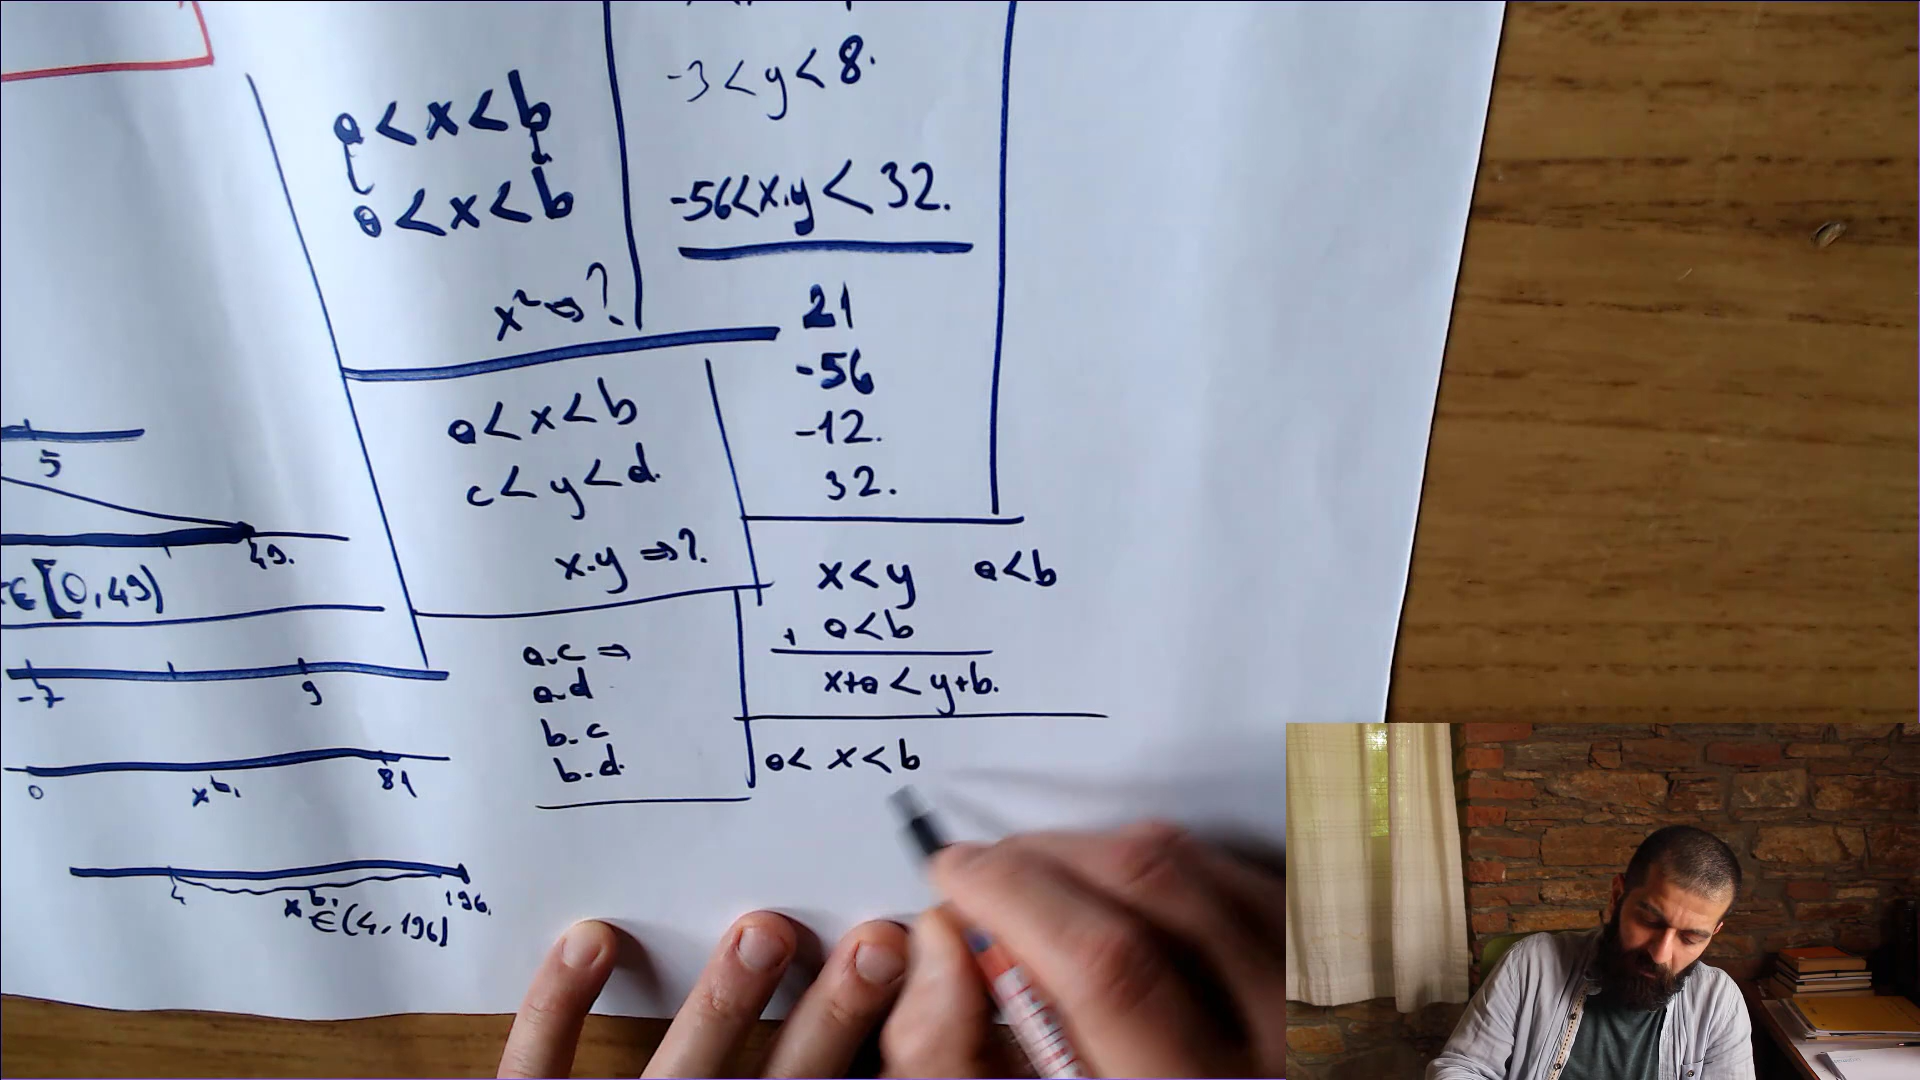 a<x<b
a<x<b
x²⇒?
-3<y<8.
-56<x.y<32.
21
-56
-12.
32.
a<x<b
c<y<d.
x.y ⇒?
a.c ⇒
a.d
b.c
b.d.
x<y a<b
+ a<b
x+a<y+b.
a< x<b
5
49.
∈[0,49)
-7
9
0
81
4
196.
∈(4,196)